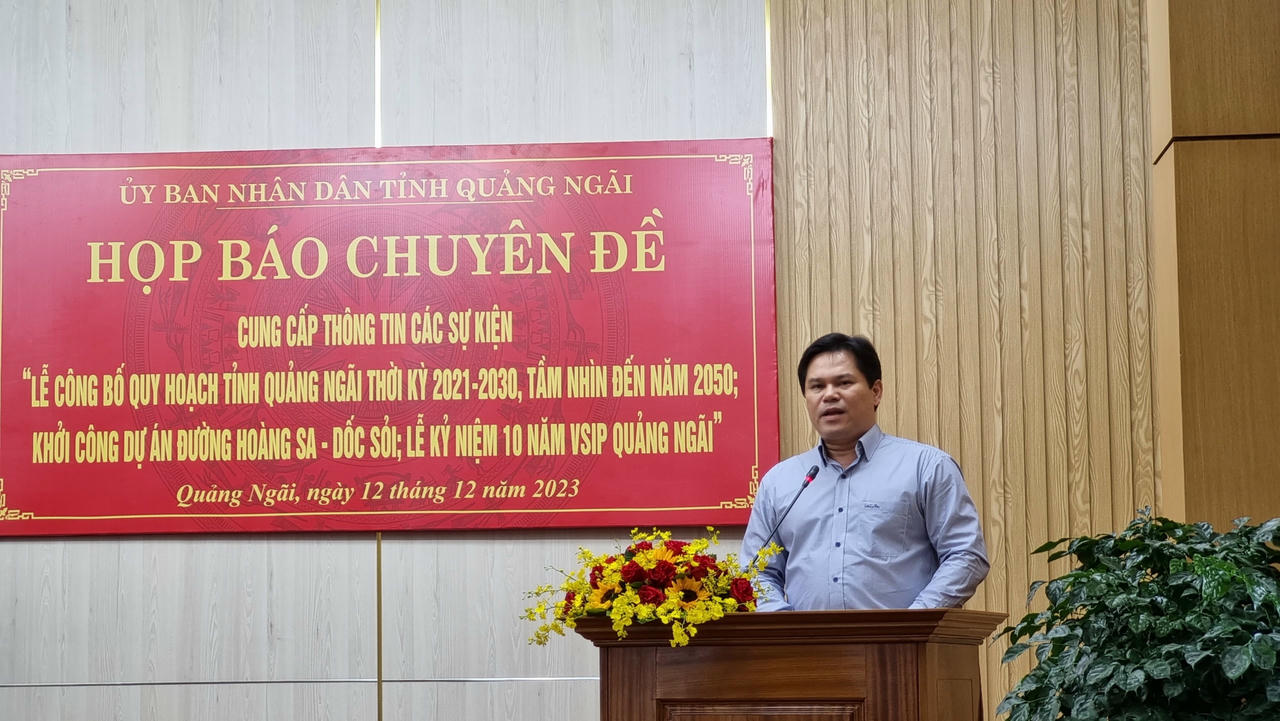 ỦY BAN NHÂN DÂN TỈNH QUẢNG NGÃI
HỌP BÁO CHUYÊN ĐỀ
CUNG CẤP THÔNG TIN CÁC SỰ KIỆN
“LỄ CÔNG BỐ QUY HOẠCH TỈNH QUẢNG NGÃI THỜI KỲ 2021-2030, TẦM NHÌN ĐẾN NĂM 2050;
KHỞI CÔNG DỰ ÁN ĐƯỜNG HOÀNG SA - DỐC SỎI; LỄ KỶ NIỆM 10 NĂM VSIP QUẢNG NGÃI”
Quảng Ngãi, ngày 12 tháng 12 năm 2023